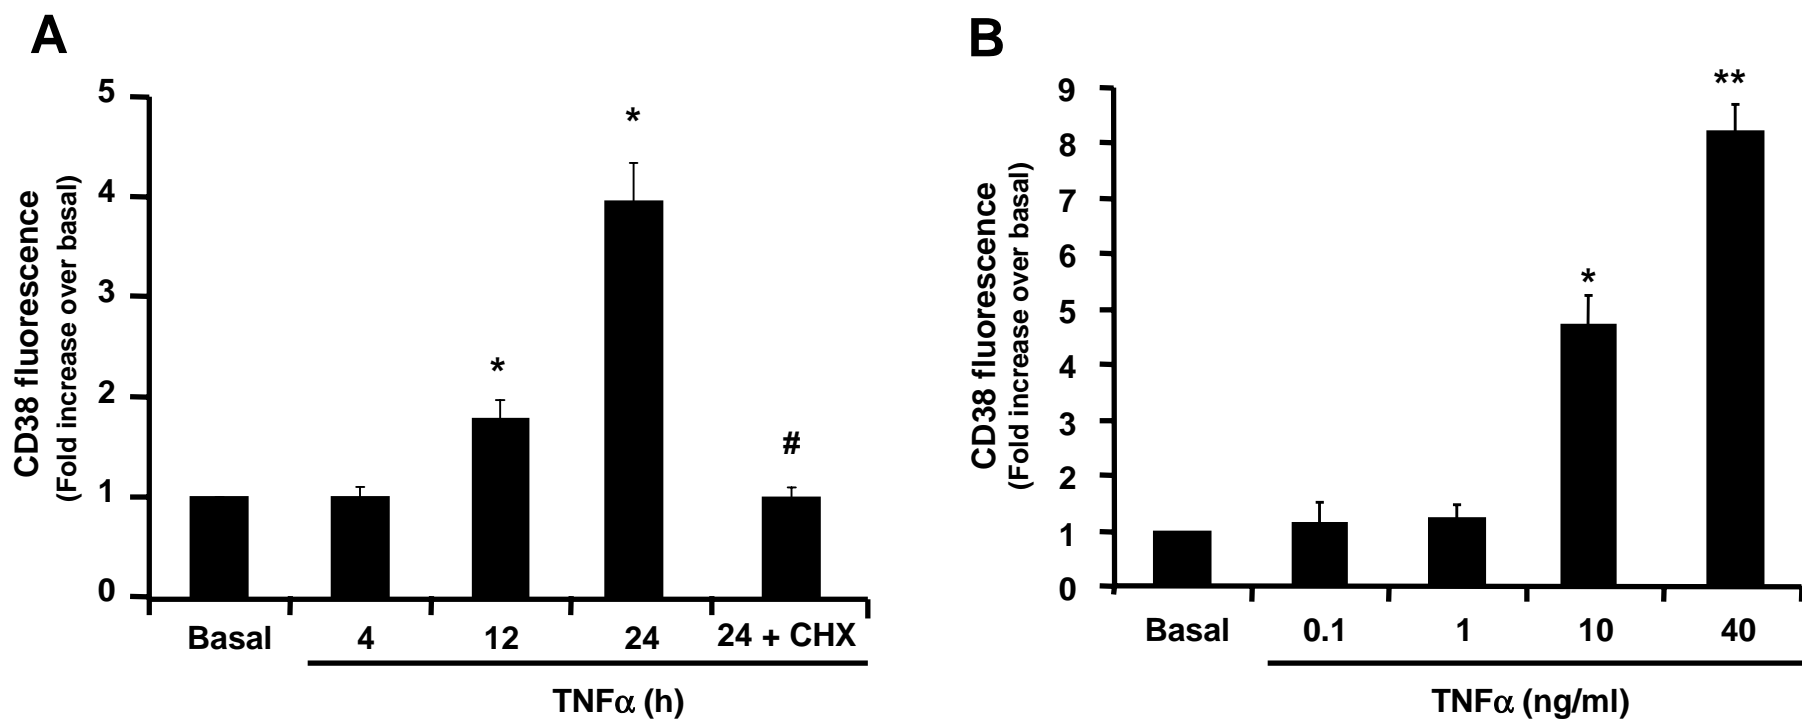 A
CD38 fluorescence
(Fold increase over basal)
5
4
3
2
1
0
*
*
#
Basal
4
12
24
24 + CHX
TNFα (h)
B
CD38 fluorescence
(Fold increase over basal)
9
8
7
6
5
4
3
2
1
0
*
**
Basal
0.1
1
10
40
TNFα (ng/ml)